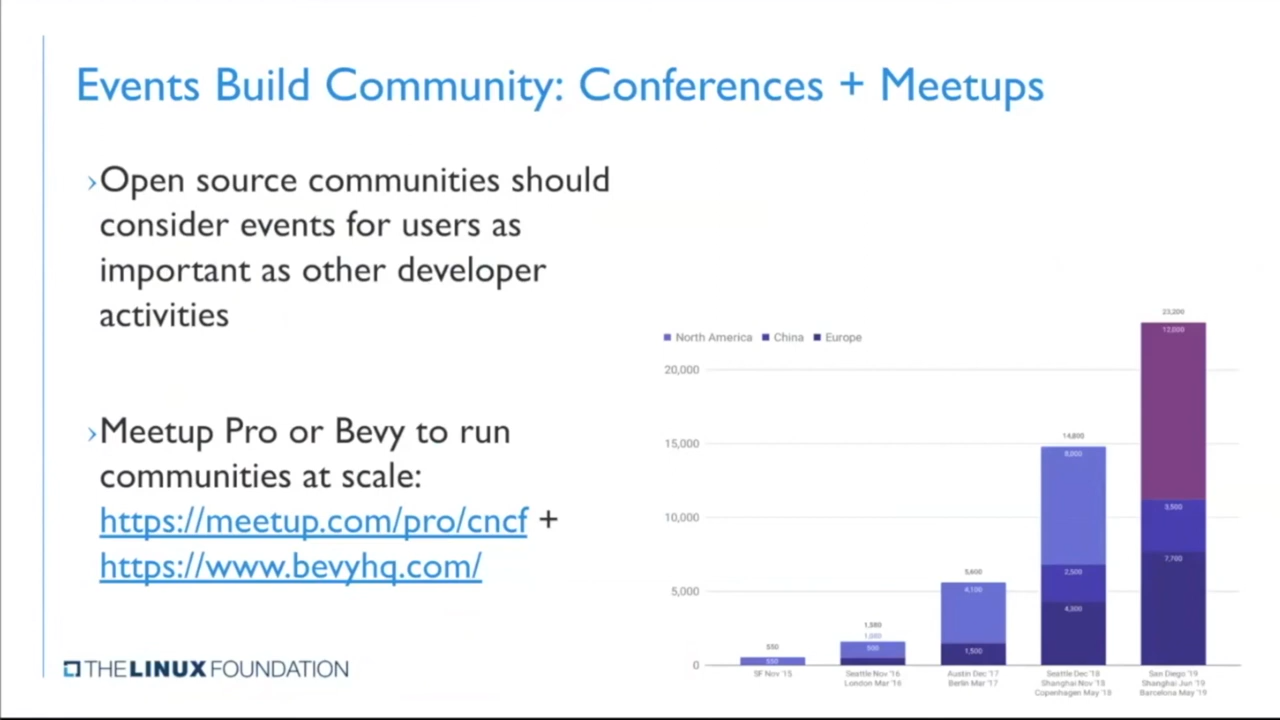 Events Build Community: Conferences + Meetups
›Open source communities should
consider events for users as
important as other developer
activities
›Meetup Pro or Bevy to run
communities at scale:
https://meetup.com/pro/cncf +
https://www.bevyhq.com/
THE LINUX FOUNDATION
North America China Europe
20,000
15,000
10,000
5,000
0
550
550
SF Nov '15
1,580
1,080
500
Seattle Nov '16
London Mar '16
5,600
4,100
1,500
Austin Dec '17
Berlin Mar '17
14,800
8,000
2,500
4,300
Seattle Dec '18
Shanghai Nov '18
Copenhagen May '18
23,200
12,000
3,500
7,700
San Diego '19
Shanghai Jun '19
Barcelona May '19